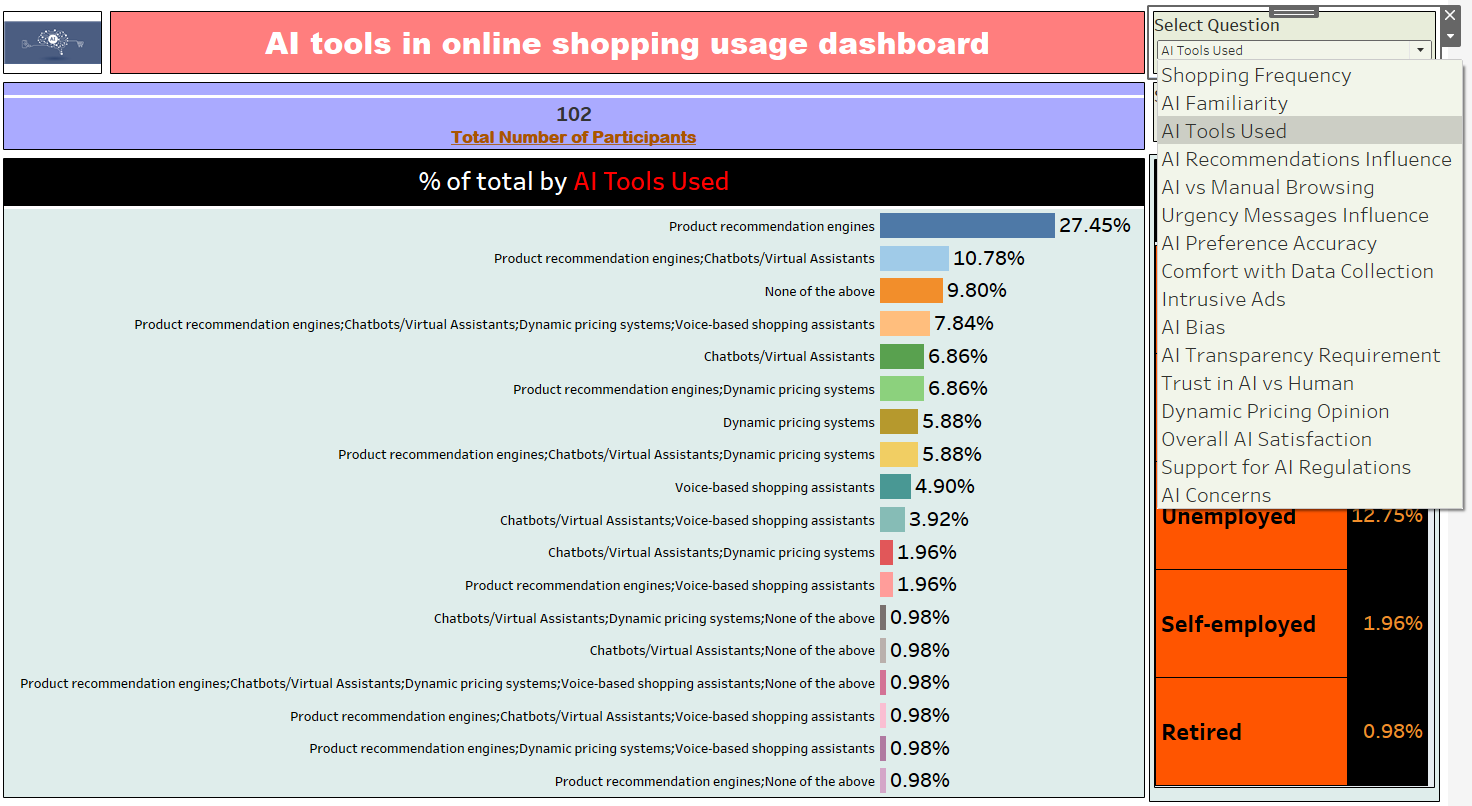 AI
AI tools in online shopping usage dashboard
Select Question
AI Tools Used
Shopping Frequency
AI Familiarity
AI Tools Used
AI Recommendations Influence
AI vs Manual Browsing
Urgency Messages Influence
AI Preference Accuracy
Comfort with Data Collection
Intrusive Ads
AI Bias
AI Transparency Requirement
Trust in AI vs Human
Dynamic Pricing Opinion
Overall AI Satisfaction
Support for AI Regulations
AI Concerns
102
Total Number of Participants
% of total by AI Tools Used
Product recommendation engines 27.45%
Product recommendation engines;Chatbots/Virtual Assistants 10.78%
None of the above 9.80%
Product recommendation engines;Chatbots/Virtual Assistants;Dynamic pricing systems;Voice-based shopping assistants 7.84%
Chatbots/Virtual Assistants 6.86%
Product recommendation engines;Dynamic pricing systems 6.86%
Dynamic pricing systems 5.88%
Product recommendation engines;Chatbots/Virtual Assistants;Dynamic pricing systems 5.88%
Voice-based shopping assistants 4.90%
Chatbots/Virtual Assistants;Voice-based shopping assistants 3.92%
Chatbots/Virtual Assistants;Dynamic pricing systems 1.96%
Product recommendation engines;Voice-based shopping assistants 1.96%
Chatbots/Virtual Assistants;Dynamic pricing systems;None of the above 0.98%
Chatbots/Virtual Assistants;None of the above 0.98%
Product recommendation engines;Chatbots/Virtual Assistants;Dynamic pricing systems;Voice-based shopping assistants;None of the above 0.98%
Product recommendation engines;Chatbots/Virtual Assistants;Voice-based shopping assistants 0.98%
Product recommendation engines;Dynamic pricing systems;Voice-based shopping assistants 0.98%
Product recommendation engines;None of the above 0.98%
Unemployed 12.75%
Self-employed 1.96%
Retired 0.98%